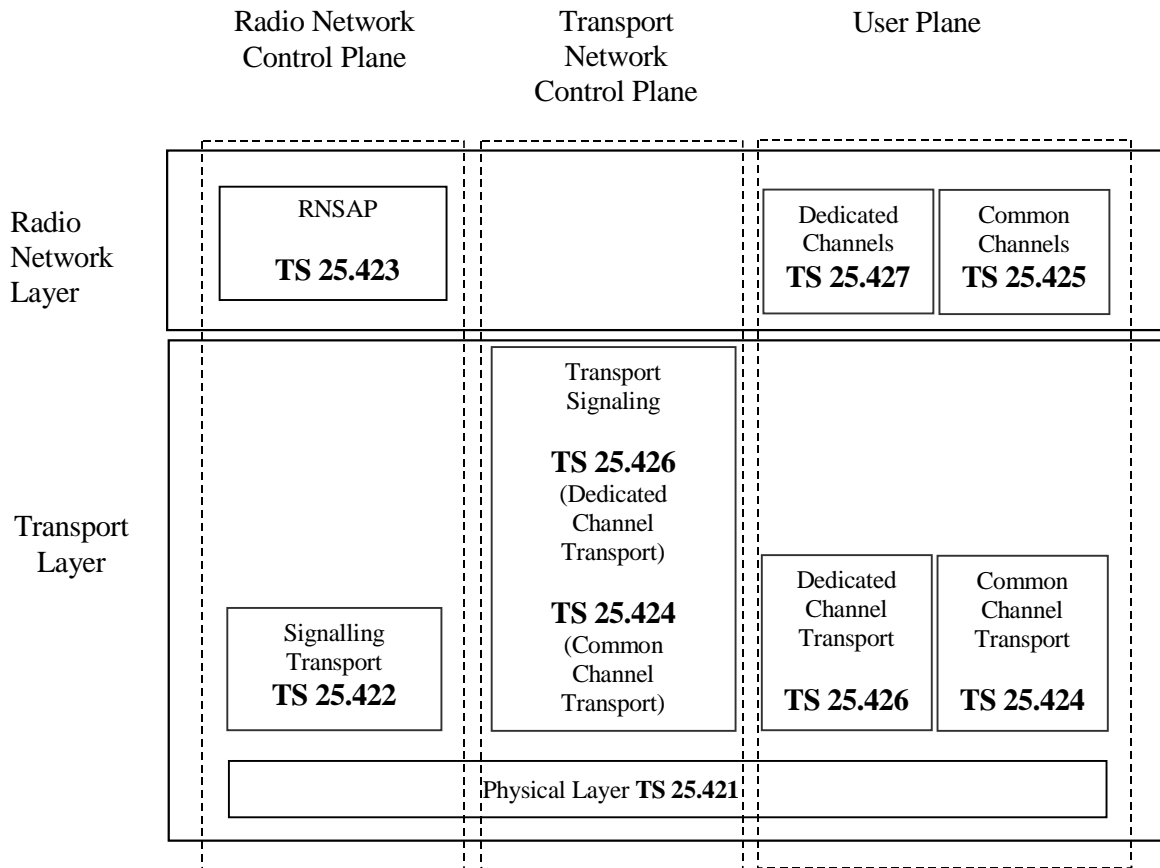 Radio Network
Control Plane
Transport
Network
Control Plane
User Plane
Radio
Network
Layer
RNSAP
TS 25.423
Dedicated
Channels
TS 25.427
Common
Channels
TS 25.425
Transport
Layer
Signalling
Transport
TS 25.422
Transport
Signaling
TS 25.426
(Dedicated
Channel
Transport)
TS 25.424
(Common
Channel
Transport)
Dedicated
Channel
Transport
TS 25.426
Common
Channel
Transport
TS 25.424
Physical Layer TS 25.421